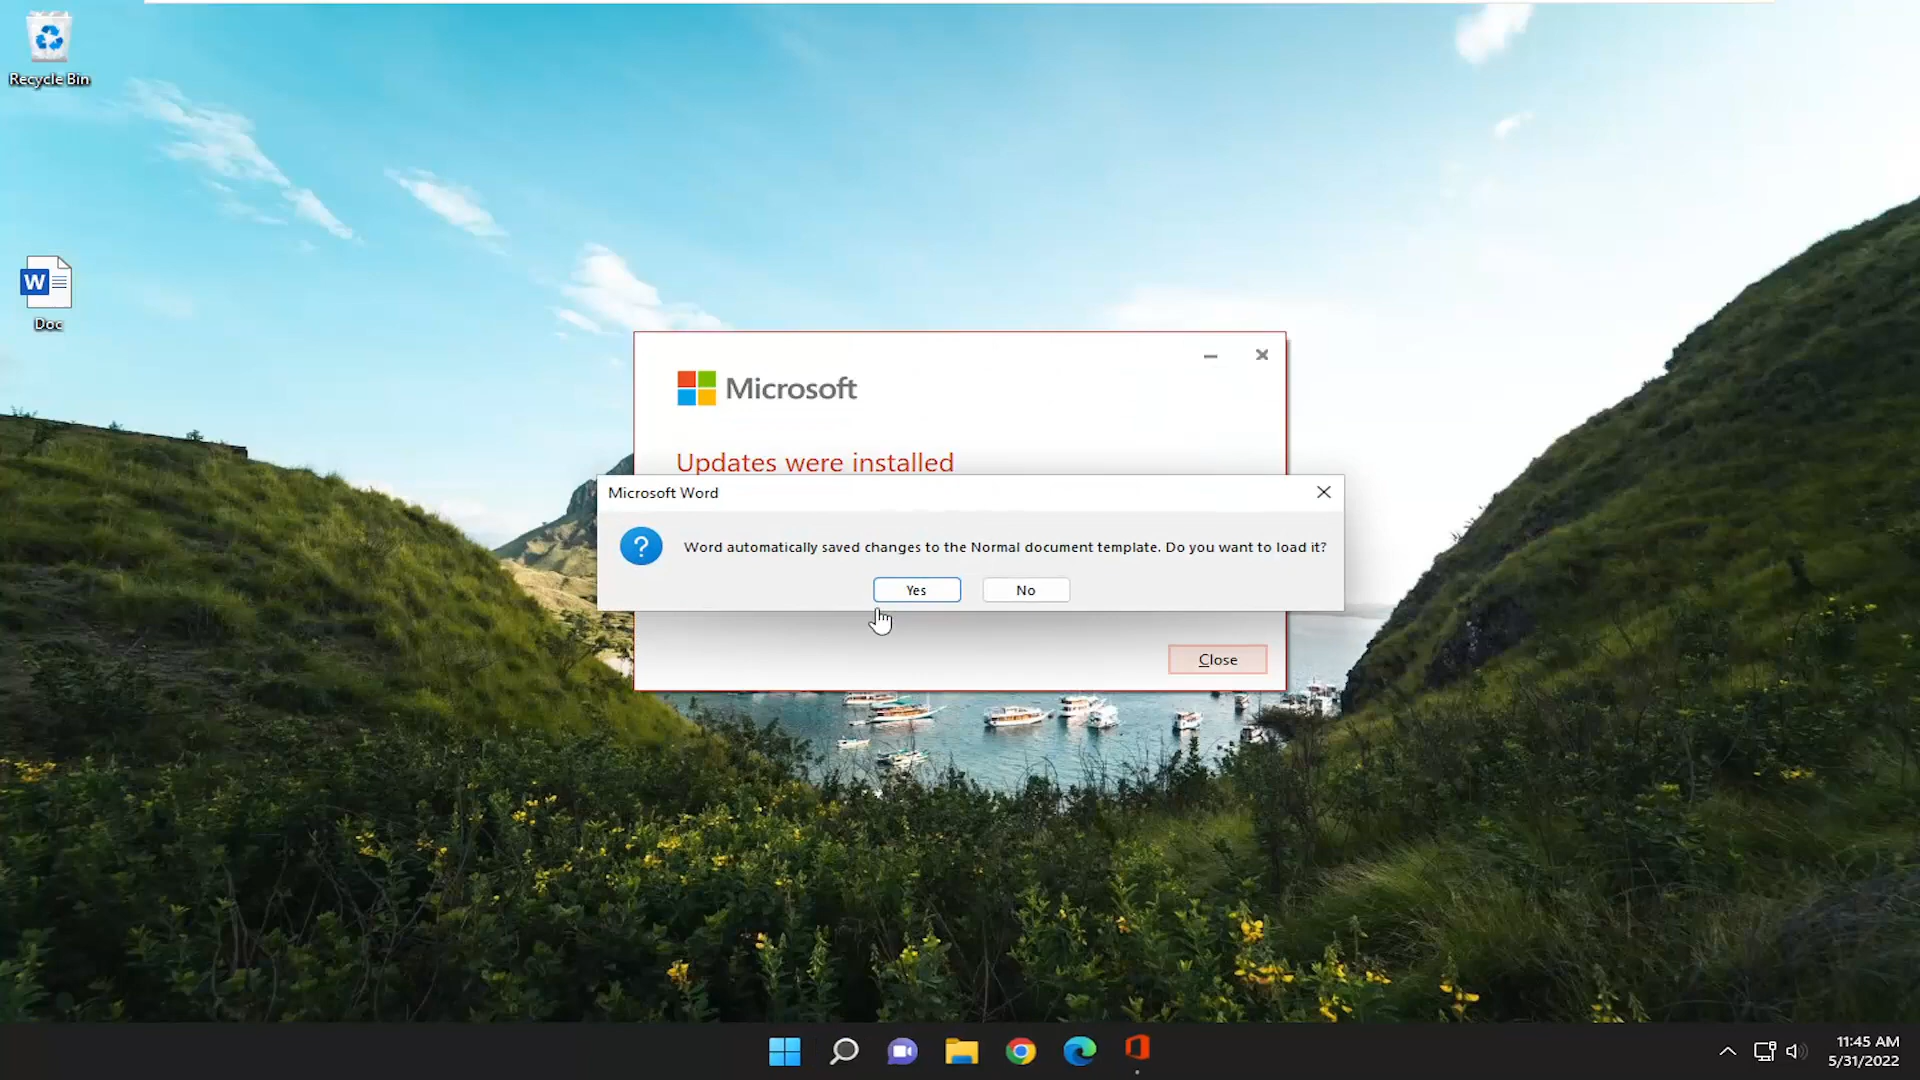 Recycle Bin
W
Doc
Microsoft
Updates were installed
Microsoft Word
?
Word automatically saved changes to the Normal document template. Do you want to load it?
Yes
No
Close
11:45 AM
5/31/2022